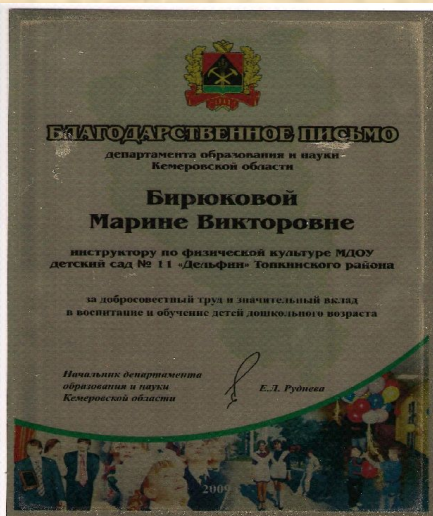 БЛАГОДАРСТВЕННОЕ ПИСЬМО
департамента образования и науки
Кемеровской области
Бирюковой
Марине Викторовне
инструктору по физической культуре МДОУ
детский сад № 11 «Дельфин» Топкинского района
за добросовестный труд и значительный вклад
в воспитание и обучение детей дошкольного возраста
Начальник департамента
образования и науки
Кемеровской области
Е.Л. Руднева
2009